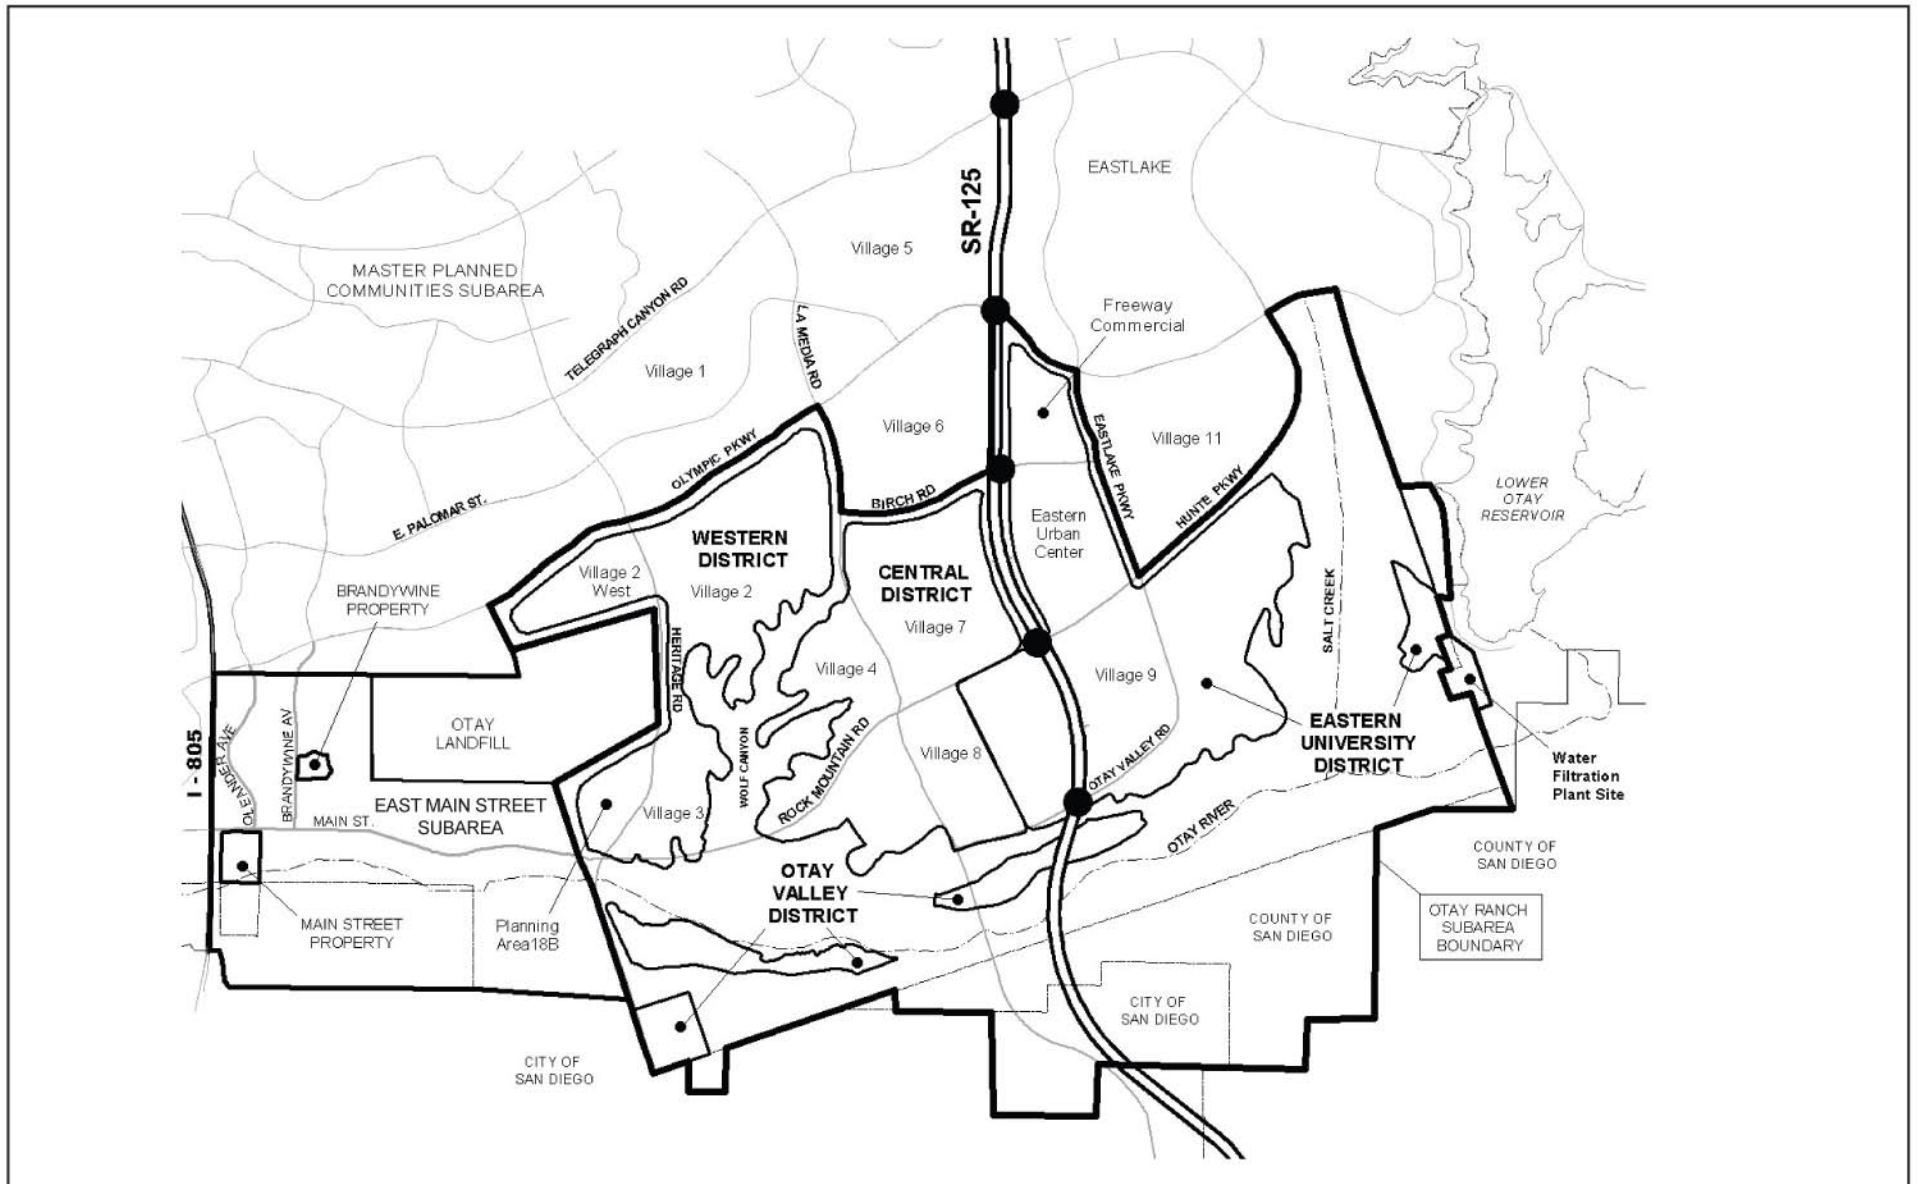 EASTLAKE
SR-125
Village 5
MASTER PLANNED
COMMUNITIES SUBAREA
TELEGRAPH CANYON RD
LA MEDIA RD
Freeway
Commercial
Village 1
OLYMPIC PKWY
Village 6
EASTLAKE PKWY
Village 11
HUNTE PKWY
E. PALOMAR ST.
BIRCH RD
LOWER
OTAY
RESERVOIR
WESTERN
DISTRICT
Eastern
Urban
Center
Village 2
West
Village 2
CENTRAL
DISTRICT
Village 7
BRANDYWINE
PROPERTY
SALT CREEK
HERITAGE RD
Village 4
Village 9
OTAY
LANDFILL
I - 805
OLEANDER AVE
BRANDYWINE AV
WOLF CANYON
ROCK MOUNTAIN RD
Village 8
OTAY VALLEY RD
EASTERN
UNIVERSITY
DISTRICT
Water
Filtration
Plant Site
EAST MAIN STREET
SUBAREA
MAIN ST.
Village 3
OTAY RIVER
COUNTY OF
SAN DIEGO
OTAY
VALLEY
DISTRICT
MAIN STREET
PROPERTY
Planning
Area18B
COUNTY OF
SAN DIEGO
OTAY RANCH
SUBAREA
BOUNDARY
CITY OF
SAN DIEGO
CITY OF
SAN DIEGO